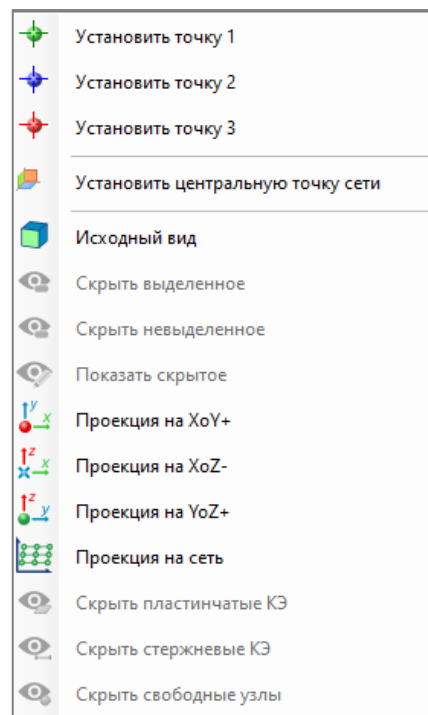 Установить точку 1
Установить точку 2
Установить точку 3
Установить центральную точку сети
Исходный вид
Скрыть выделенное
Скрыть невыделенное
Показать скрытое
y x Проекция на XoY+
z x Проекция на XoZ-
z y Проекция на YoZ+
Проекция на сеть
Скрыть пластинчатые КЭ
Скрыть стержневые КЭ
Скрыть свободные узлы